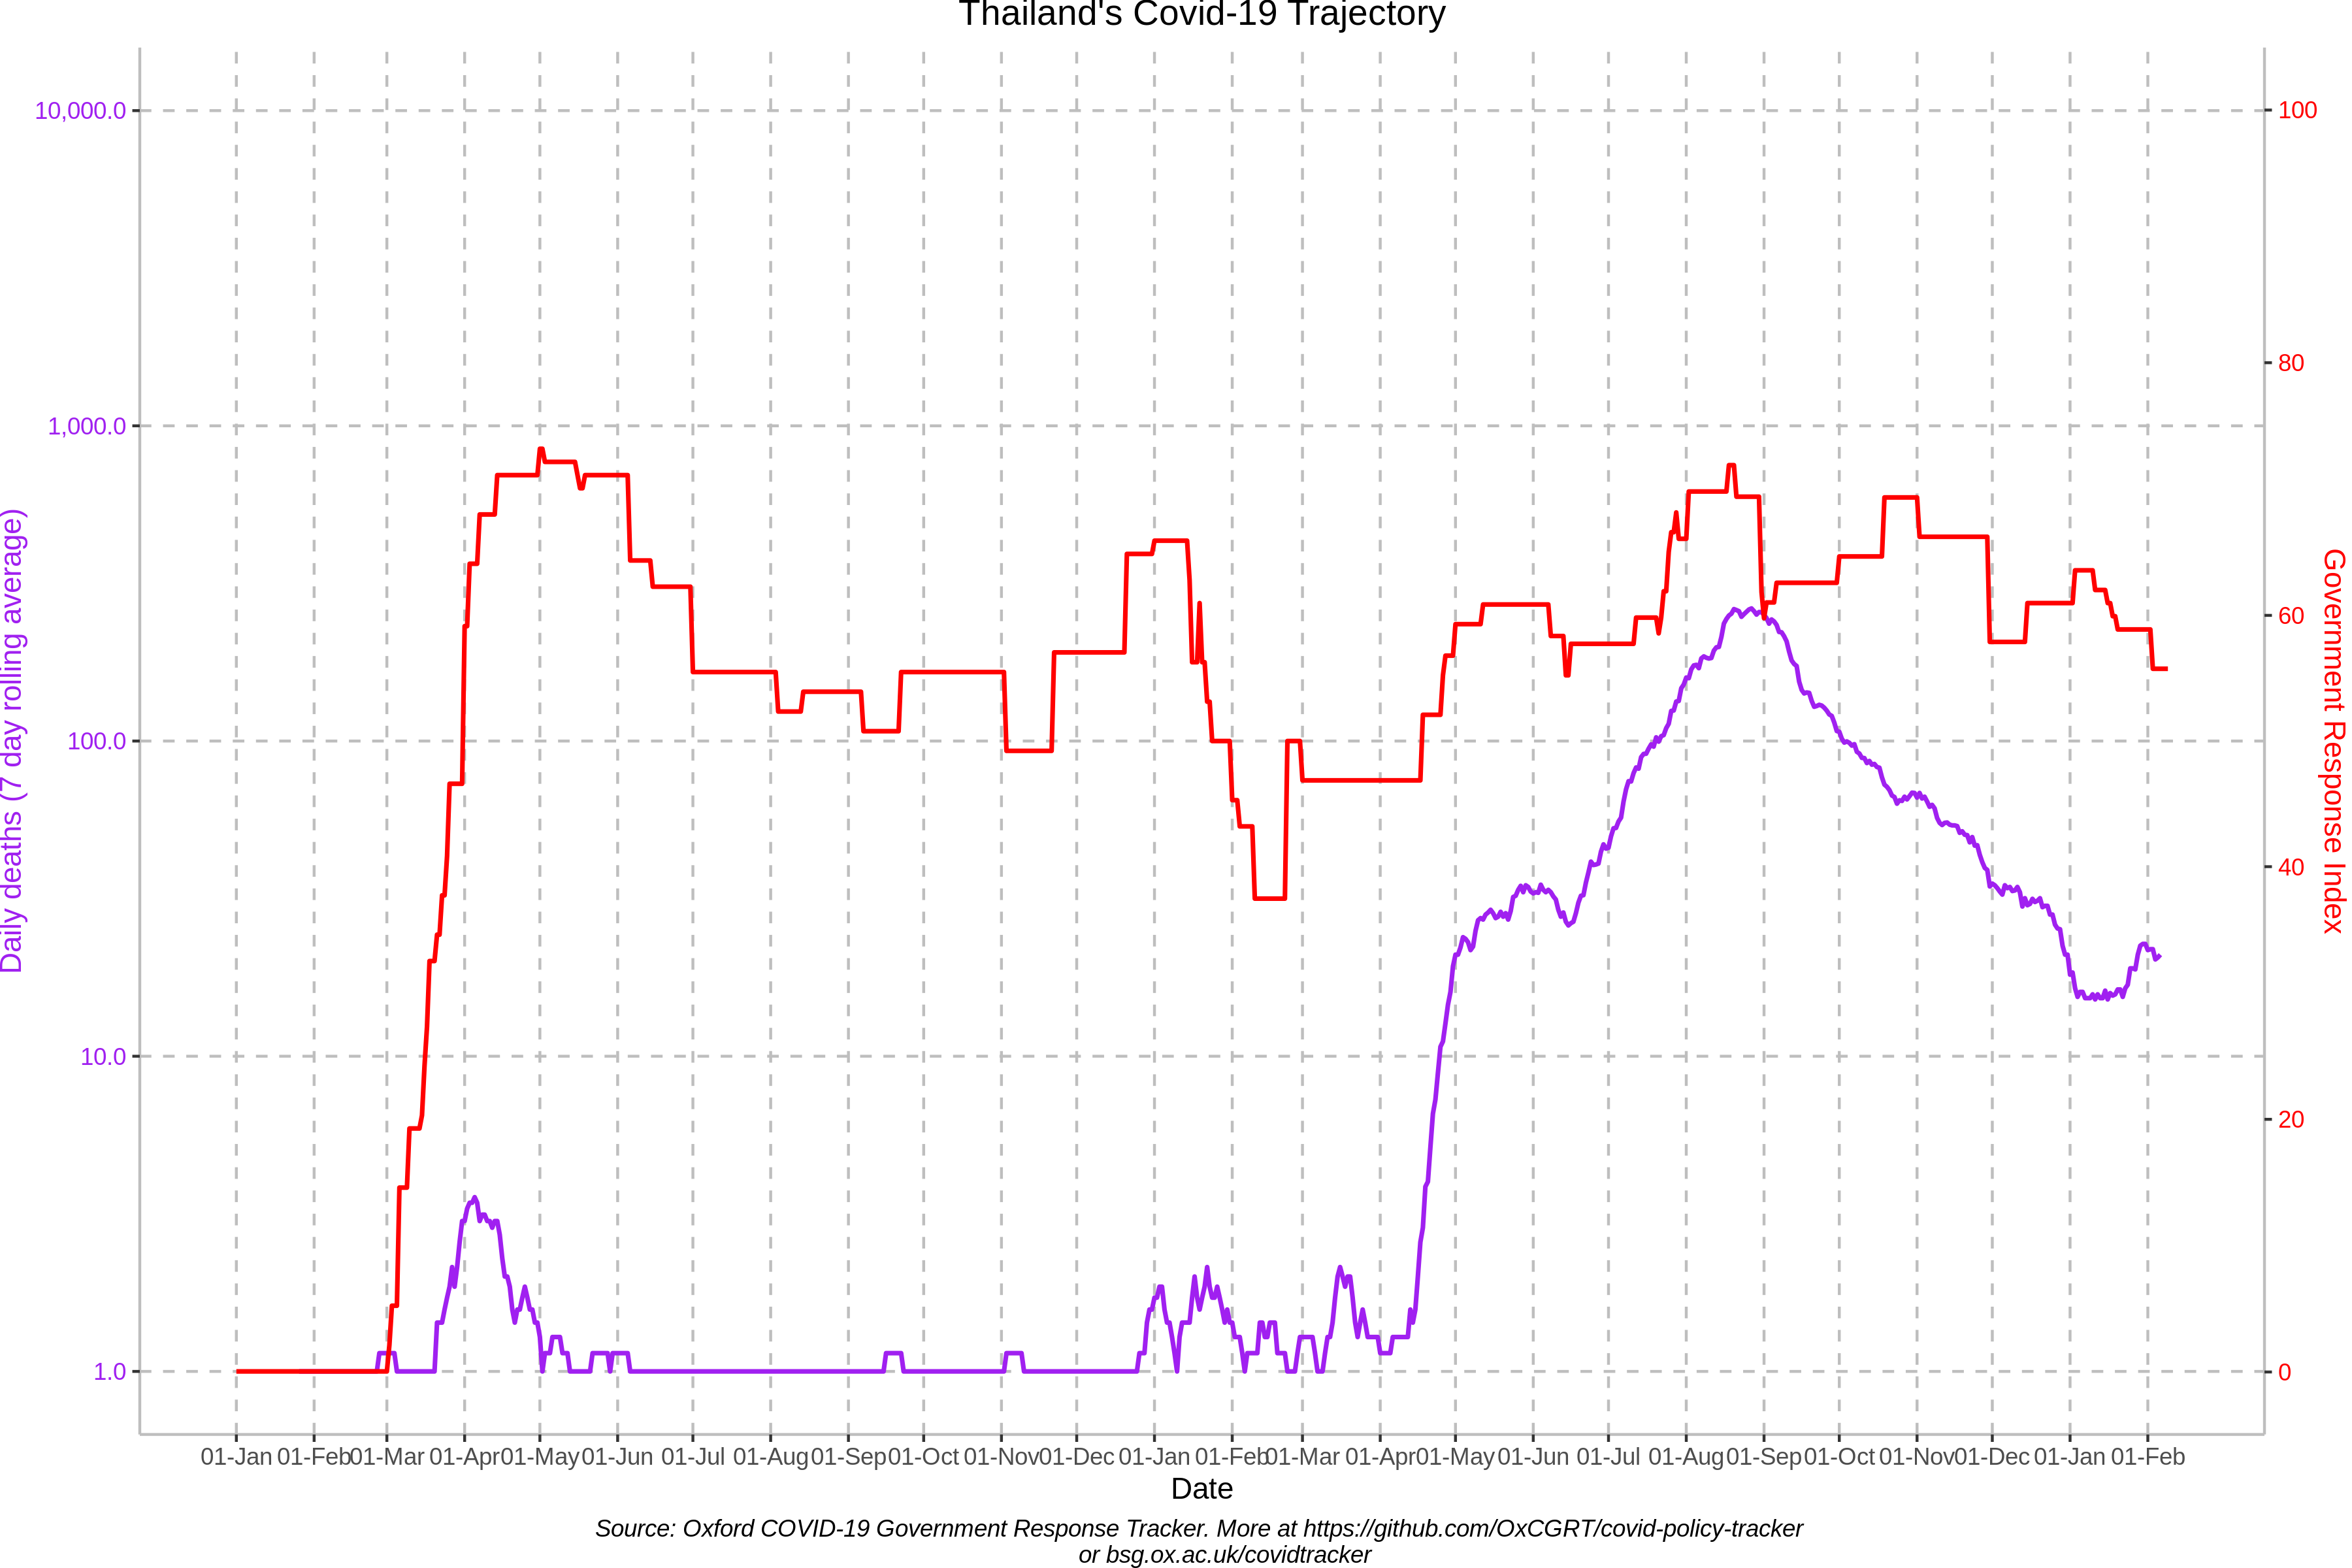 Thailand's Covid-19 Trajectory
10,000.0
1,000.0
100.0
10.0
1.0
Daily deaths (7 day rolling average)
100
80
60
40
20
0
Government Response Index
01-Jan 01-Feb 01-Mar 01-Apr 01-May 01-Jun 01-Jul 01-Aug 01-Sep 01-Oct 01-Nov 01-Dec 01-Jan 01-Feb 01-Mar 01-Apr 01-May 01-Jun 01-Jul 01-Aug 01-Sep 01-Oct 01-Nov 01-Dec 01-Jan 01-Feb
Date
Source: Oxford COVID-19 Government Response Tracker. More at https://github.com/OxCGRT/covid-policy-tracker
or bsg.ox.ac.uk/covidtracker